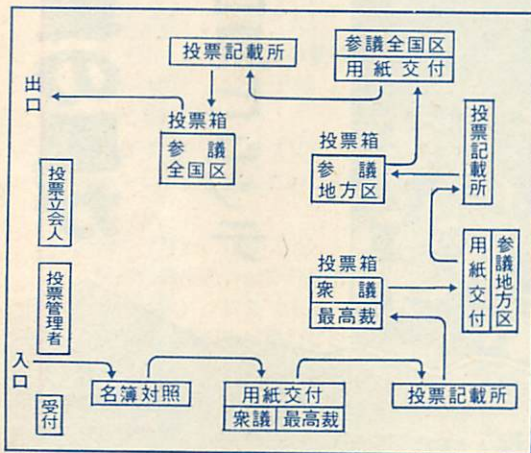 投票記載所
参議全国区
用紙交付
出口
投票箱
参議
全国区
投票箱
参議
地方区
投票記載所
投票立会人
投票箱
衆議
最高裁
参議地方区
用紙交付
投票管理者
入口
受付
名簿対照
用紙交付
衆議 最高裁
投票記載所